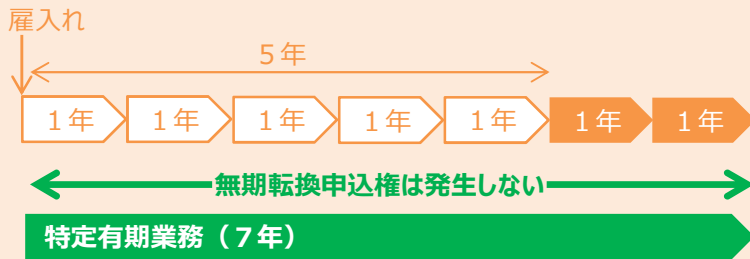 雇入れ
５年
１年 １年 １年 １年 １年 １年 １年
無期転換申込権は発生しない
特定有期業務（７年）